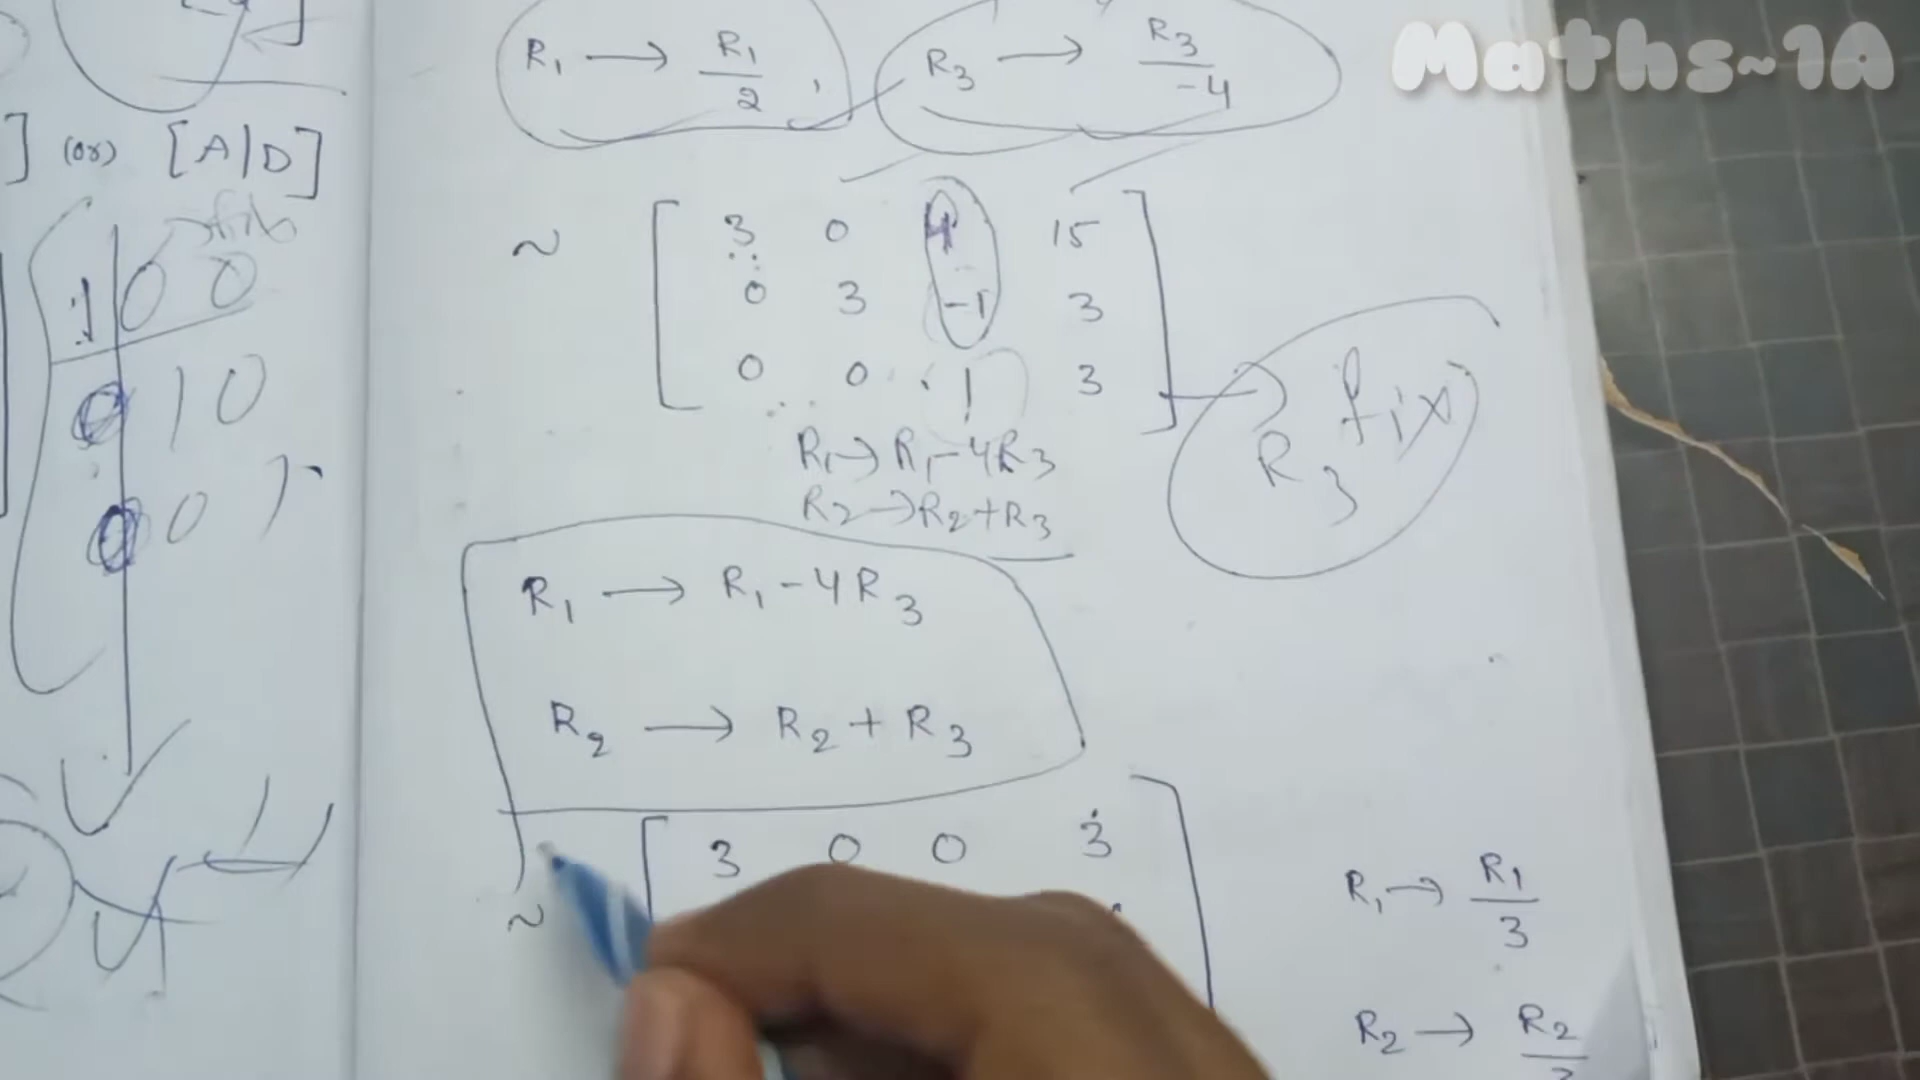 Maths~1A
] (or) [A|D]
1 0 0
0 1 0
0 0 1
R₁ → R₁/2 , R₃ → R₃/-4
~ [ 3 0 4 15 ]
0 3 -1 3
0 0 1 3
R₃ fix
R₁ → R₁-4R₃
R₂ → R₂+R₃
R₁ → R₁-4R₃
R₂ → R₂+R₃
~ [ 3 0 0 3 ]
R₁ → R₁/3
R₂ → R₂/3